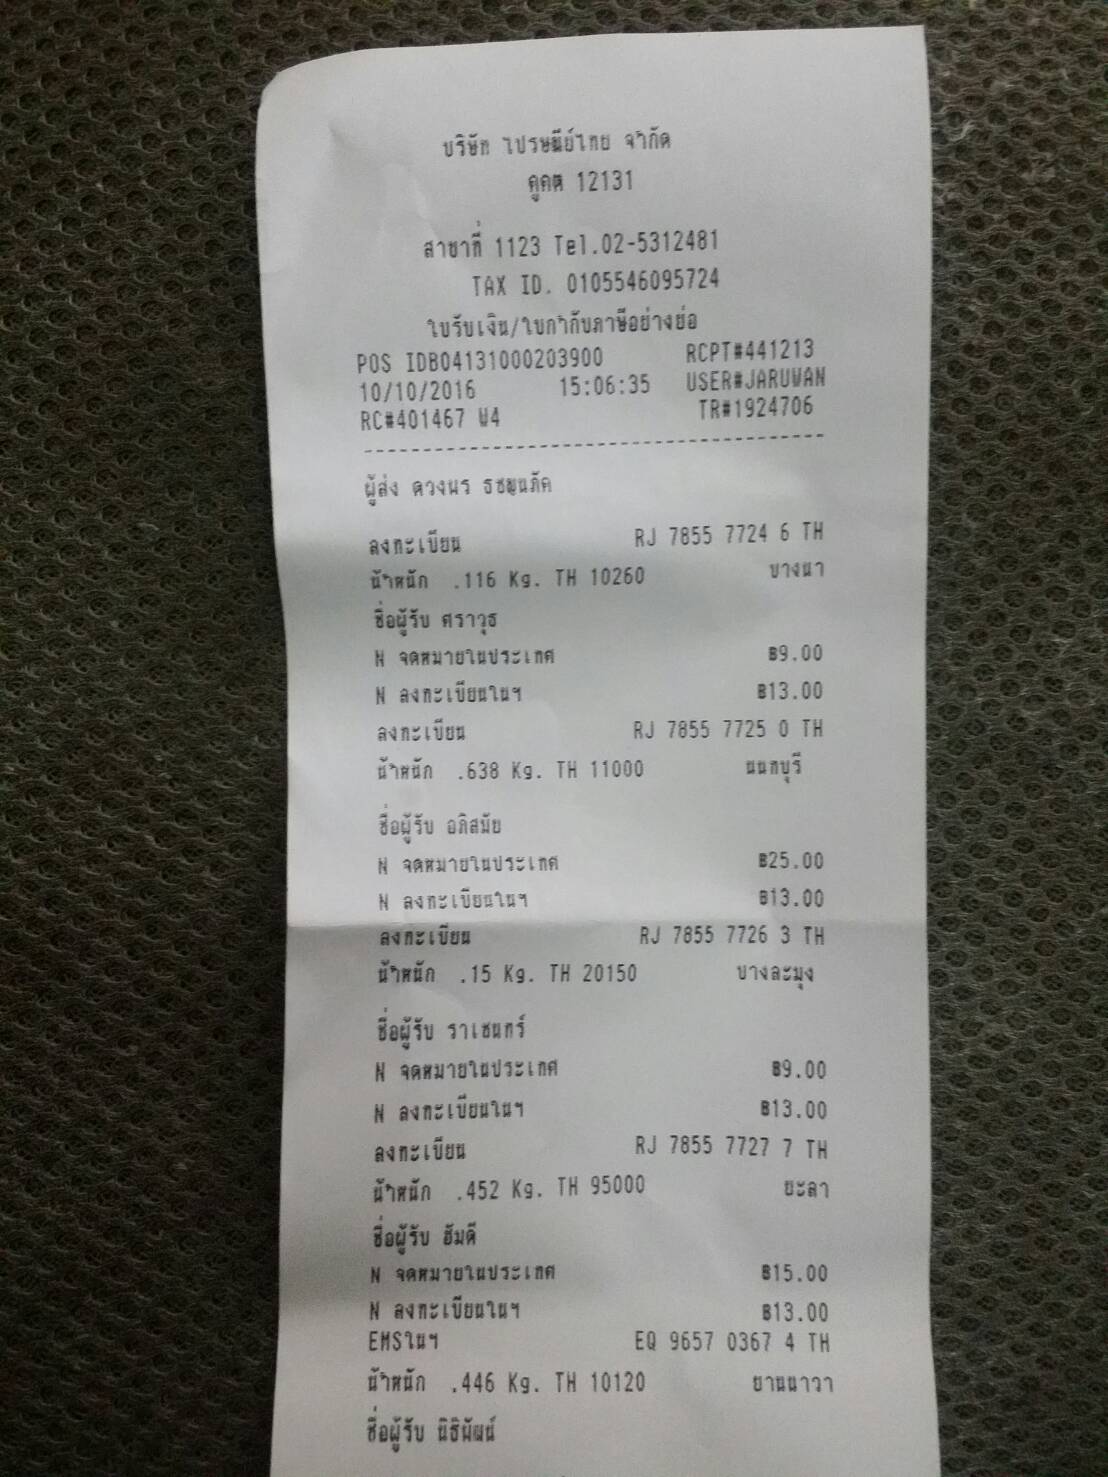 บริษัท ไปรษณีย์ไทย จำกัด
คูคต 12131
สาขาที่ 1123 Tel.02-5312481
TAX ID. 0105546095724
ใบรับเงิน/ใบกำกับภาษีอย่างย่อ
POS IDB04131000203900 RCPT#441213
10/10/2016 15:06:35 USER#JARUWAN
RC#401467 W4 TR#1924706
ผู้ส่ง ดวงพร
ลงทะเบียน RJ 7855 7724 6 TH
น้ำหนัก .116 Kg. TH 10260 บางนา
ชื่อผู้รับ ศราวุธ
N จดหมายในประเทศ ฿9.00
N ลงทะเบียนในฯ ฿13.00
ลงทะเบียน RJ 7855 7725 0 TH
น้ำหนัก .638 Kg. TH 11000 นนทบุรี
ชื่อผู้รับ อภิสมัย
N จดหมายในประเทศ ฿25.00
N ลงทะเบียนในฯ ฿13.00
ลงทะเบียน RJ 7855 7726 3 TH
น้ำหนัก .15 Kg. TH 20150 บางละมุง
ชื่อผู้รับ ราเชนทร์
N จดหมายในประเทศ ฿9.00
N ลงทะเบียนในฯ ฿13.00
ลงทะเบียน RJ 7855 7727 7 TH
น้ำหนัก .452 Kg. TH 95000 ยะลา
ชื่อผู้รับ ฮัมดี
N จดหมายในประเทศ ฿15.00
N ลงทะเบียนในฯ ฿13.00
EMSในฯ EQ 9657 0367 4 TH
น้ำหนัก .446 Kg. TH 10120 ยานนาวา
ชื่อผู้รับ นิธิพัฒน์